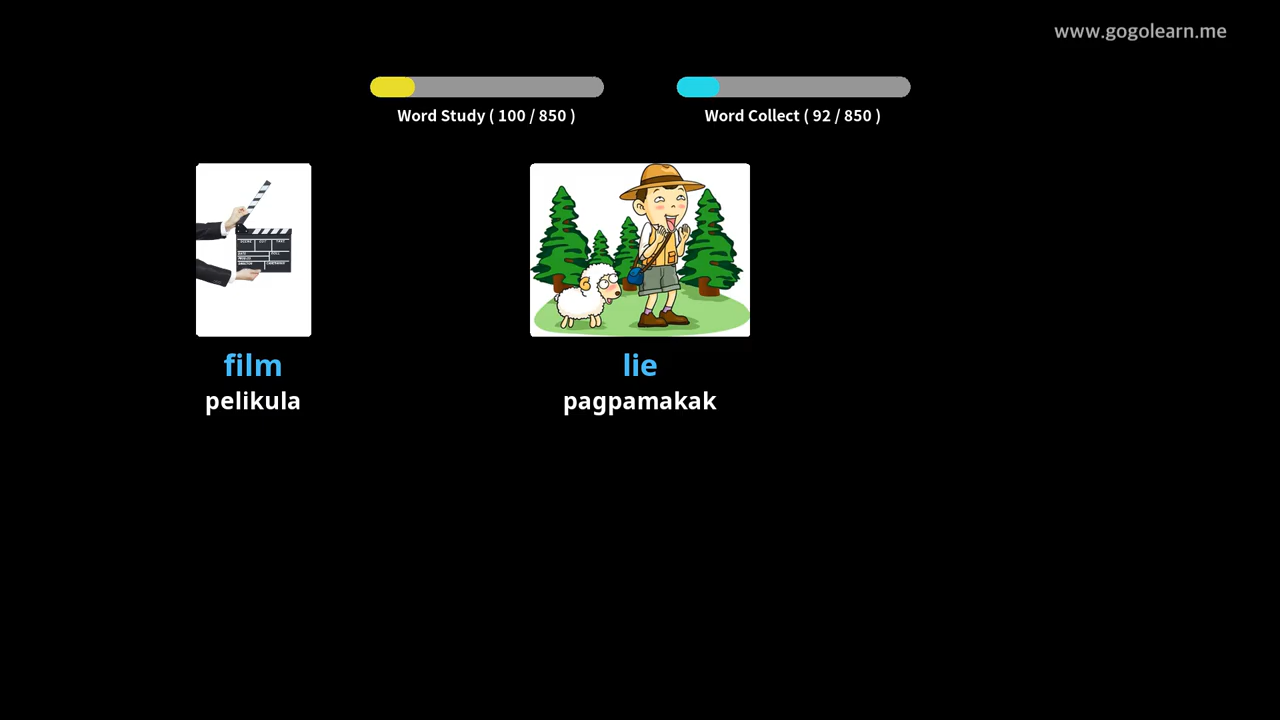 www.gogolearn.me
Word Study ( 100 / 850 )
Word Collect ( 92 / 850 )
film
pelikula
lie
pagpamakak